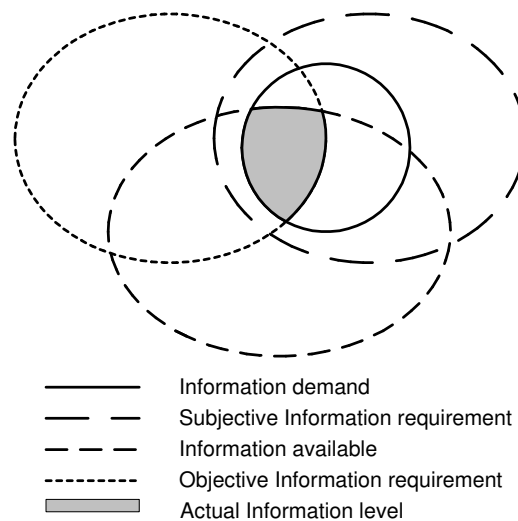 Information demand
Subjective Information requirement
Information available
Objective Information requirement
Actual Information level